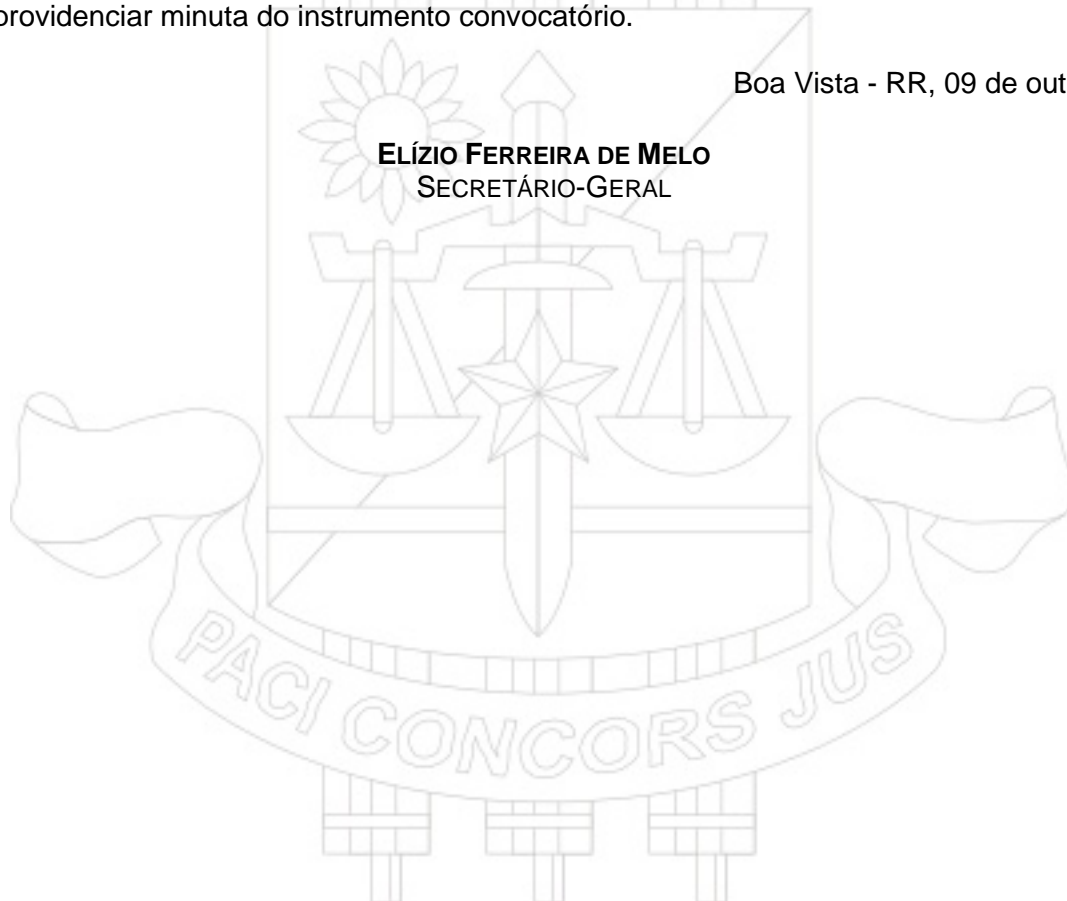 providenciar minuta do instrumento convocatório.
Boa Vista - RR, 09 de out
ELÍZIO FERREIRA DE MELO
SECRETÁRIO-GERAL
PACI CONCORS JUS